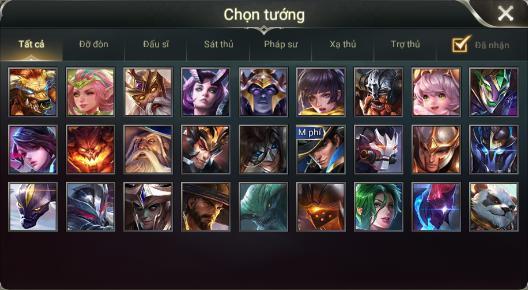 Chọn tướng
Tất cả Đỡ đòn Đấu sĩ Sát thủ Pháp sư Xạ thủ Trợ thủ Đã nhận
M phí